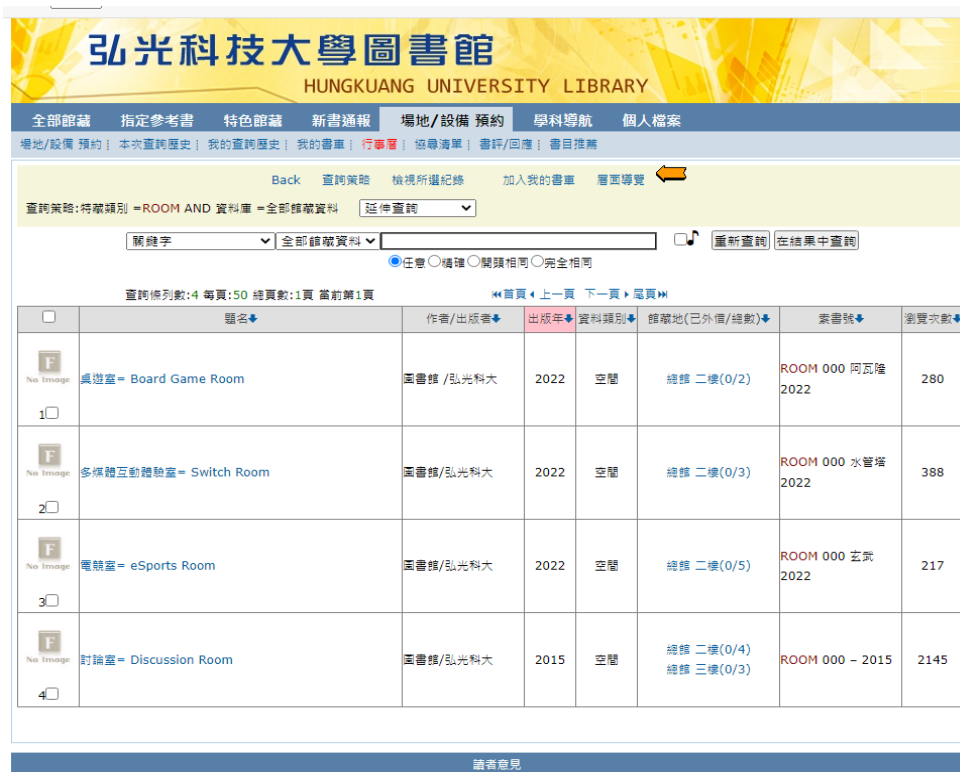 弘光科技大學圖書館
HUNGKUANG UNIVERSITY LIBRARY
全部館藏 指定參考書 特色館藏 新書通報 場地/設備 預約 學科導航 個人檔案
場地/設備 預約 | 本次查詢歷史 | 我的查詢歷史 | 我的書車 | 行事曆 | 協尋清單 | 書評/回應 | 書目推薦
Back 查詢策略 檢視所選紀錄 加入我的書車 層面導覽
查詢策略:特藏類別 =ROOM AND 資料庫 =全部館藏資料 延伸查詢
關鍵字 全部館藏資料 重新查詢 在結果中查詢
任意 精確 開頭相同 完全相同
查詢條列數:4 每頁:50 總頁數:1頁 當前第1頁 首頁 上一頁 下一頁 尾頁
題名 作者/出版者 出版年 資料類別 館藏地(已外借/總數) 索書號 瀏覽次數
F
No Image
1
桌遊室= Board Game Room 圖書館 /弘光科大 2022 空間 總館 二樓(0/2) ROOM 000 阿瓦隆
2022
280
F
No Image
2
多媒體互動體驗室= Switch Room 圖書館/弘光科大 2022 空間 總館 二樓(0/3) ROOM 000 水管塔
2022
388
F
No Image
3
電競室= eSports Room 圖書館/弘光科大 2022 空間 總館 二樓(0/5) ROOM 000 玄武
2022
217
F
No Image
4
討論室= Discussion Room 圖書館/弘光科大 2015 空間 總館 二樓(0/4)
總館 三樓(0/3)
ROOM 000 – 2015 2145
讀者意見